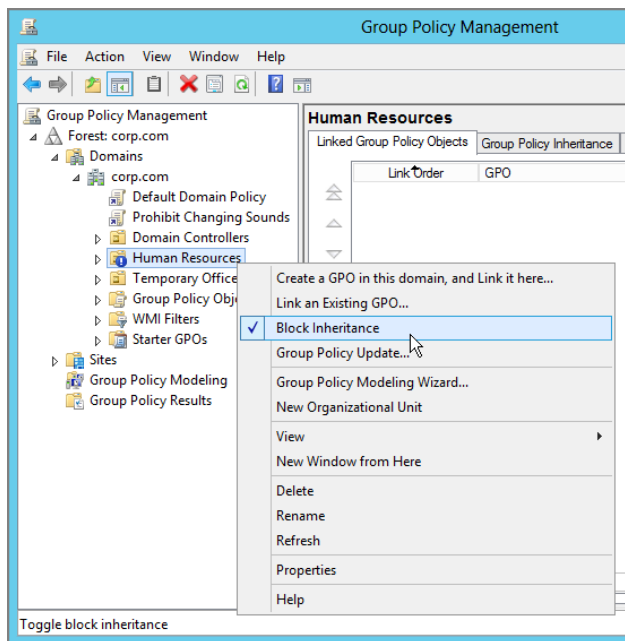 Group Policy Management
File Action View Window Help
Group Policy Management
Forest: corp.com
Domains
corp.com
Default Domain Policy
Prohibit Changing Sounds
Domain Controllers
Human Resources
Temporary Office
Group Policy Obje
WMI Filters
Starter GPOs
Sites
Group Policy Modeling
Group Policy Results
Human Resources
Linked Group Policy Objects Group Policy Inheritance
Link Order GPO
Create a GPO in this domain, and Link it here...
Link an Existing GPO...
Block Inheritance
Group Policy Update...
Group Policy Modeling Wizard...
New Organizational Unit
View
New Window from Here
Delete
Rename
Refresh
Properties
Help
Toggle block inheritance